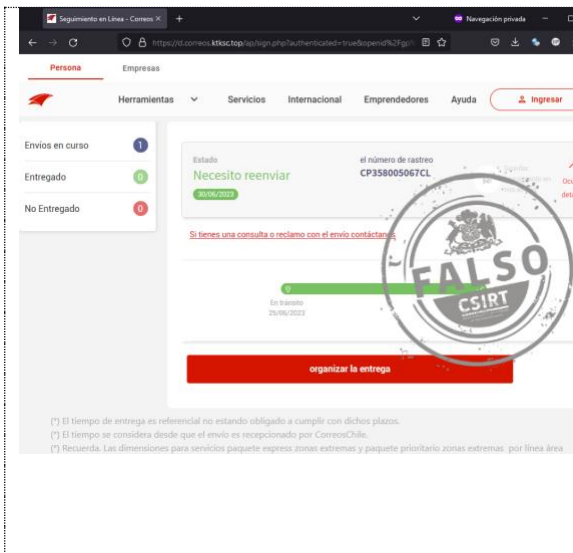 Seguimiento en Línea - Correos
Navegación privada
https://d.correos.ktksc.top/ap/sign.php?authenticated=true&openid%2Fgp
Persona
Empresas
Herramientas
Servicios
Internacional
Emprendedores
Ayuda
Ingresar
Envíos en curso
1
Entregado
0
No Entregado
0
Estado
Necesito reenviar
30/06/2023
el número de rastreo
CP358005067CL
Si tienes una consulta o reclamo con el envío contáctanos
FALSO
CSIRT
En tránsito
29/06/2023
organizar la entrega
(*) El tiempo de entrega es referencial no estando obligado a cumplir con dichos plazos.
(*) El tiempo se considera desde que el envío es recepcionado por CorreosChile.
(*) Recuerda. Las dimensiones para servicios paquete express zonas extremas y paquete prioritario zonas extremas por línea área